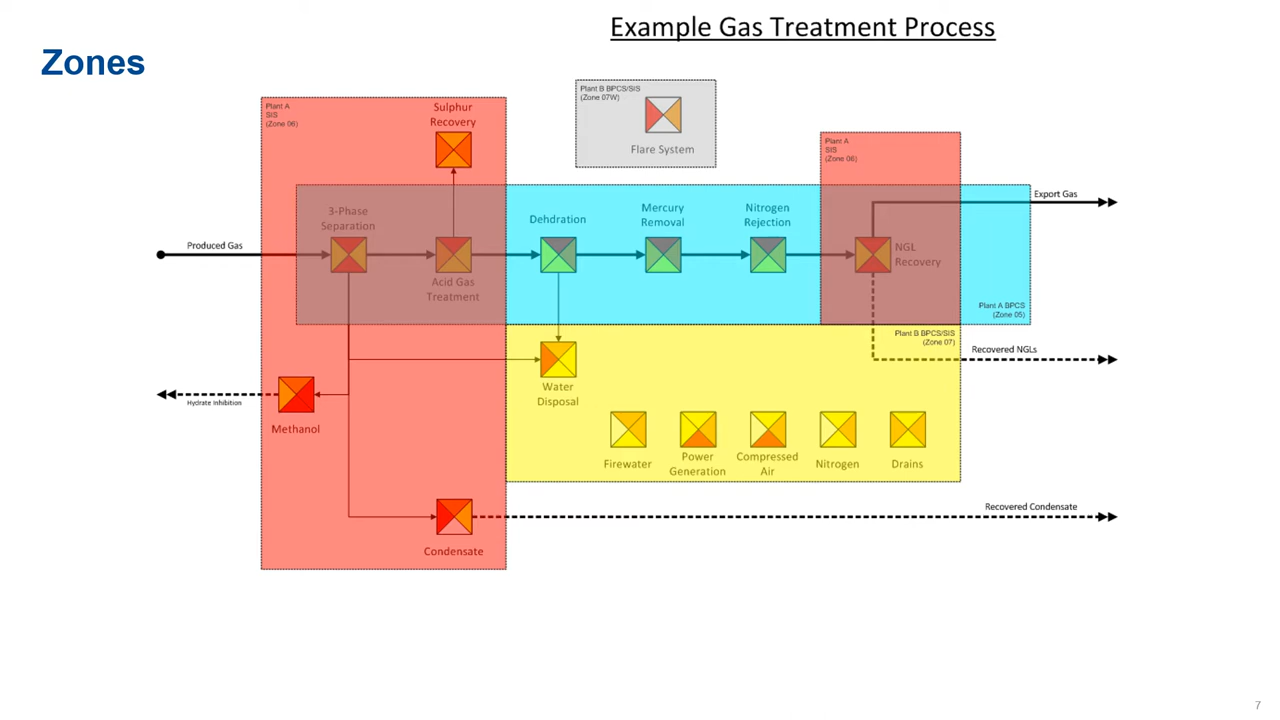 Example Gas Treatment Process
Zones
Plant A
SIS
(Zone 06)
Sulphur
Recovery
Plant B BPCS/SIS
(Zone 07W)
Flare System
Plant A
SIS
(Zone 06)
3-Phase
Separation
Dehdration
Mercury
Removal
Nitrogen
Rejection
Export Gas
Produced Gas
NGL
Recovery
Acid Gas
Treatment
Plant A BPCS
(Zone 05)
Plant B BPCS/SIS
(Zone 07)
Recovered NGLs
Water
Disposal
Hydrate Inhibition
Methanol
Firewater
Power
Generation
Compressed
Air
Nitrogen
Drains
Recovered Condensate
Condensate
7